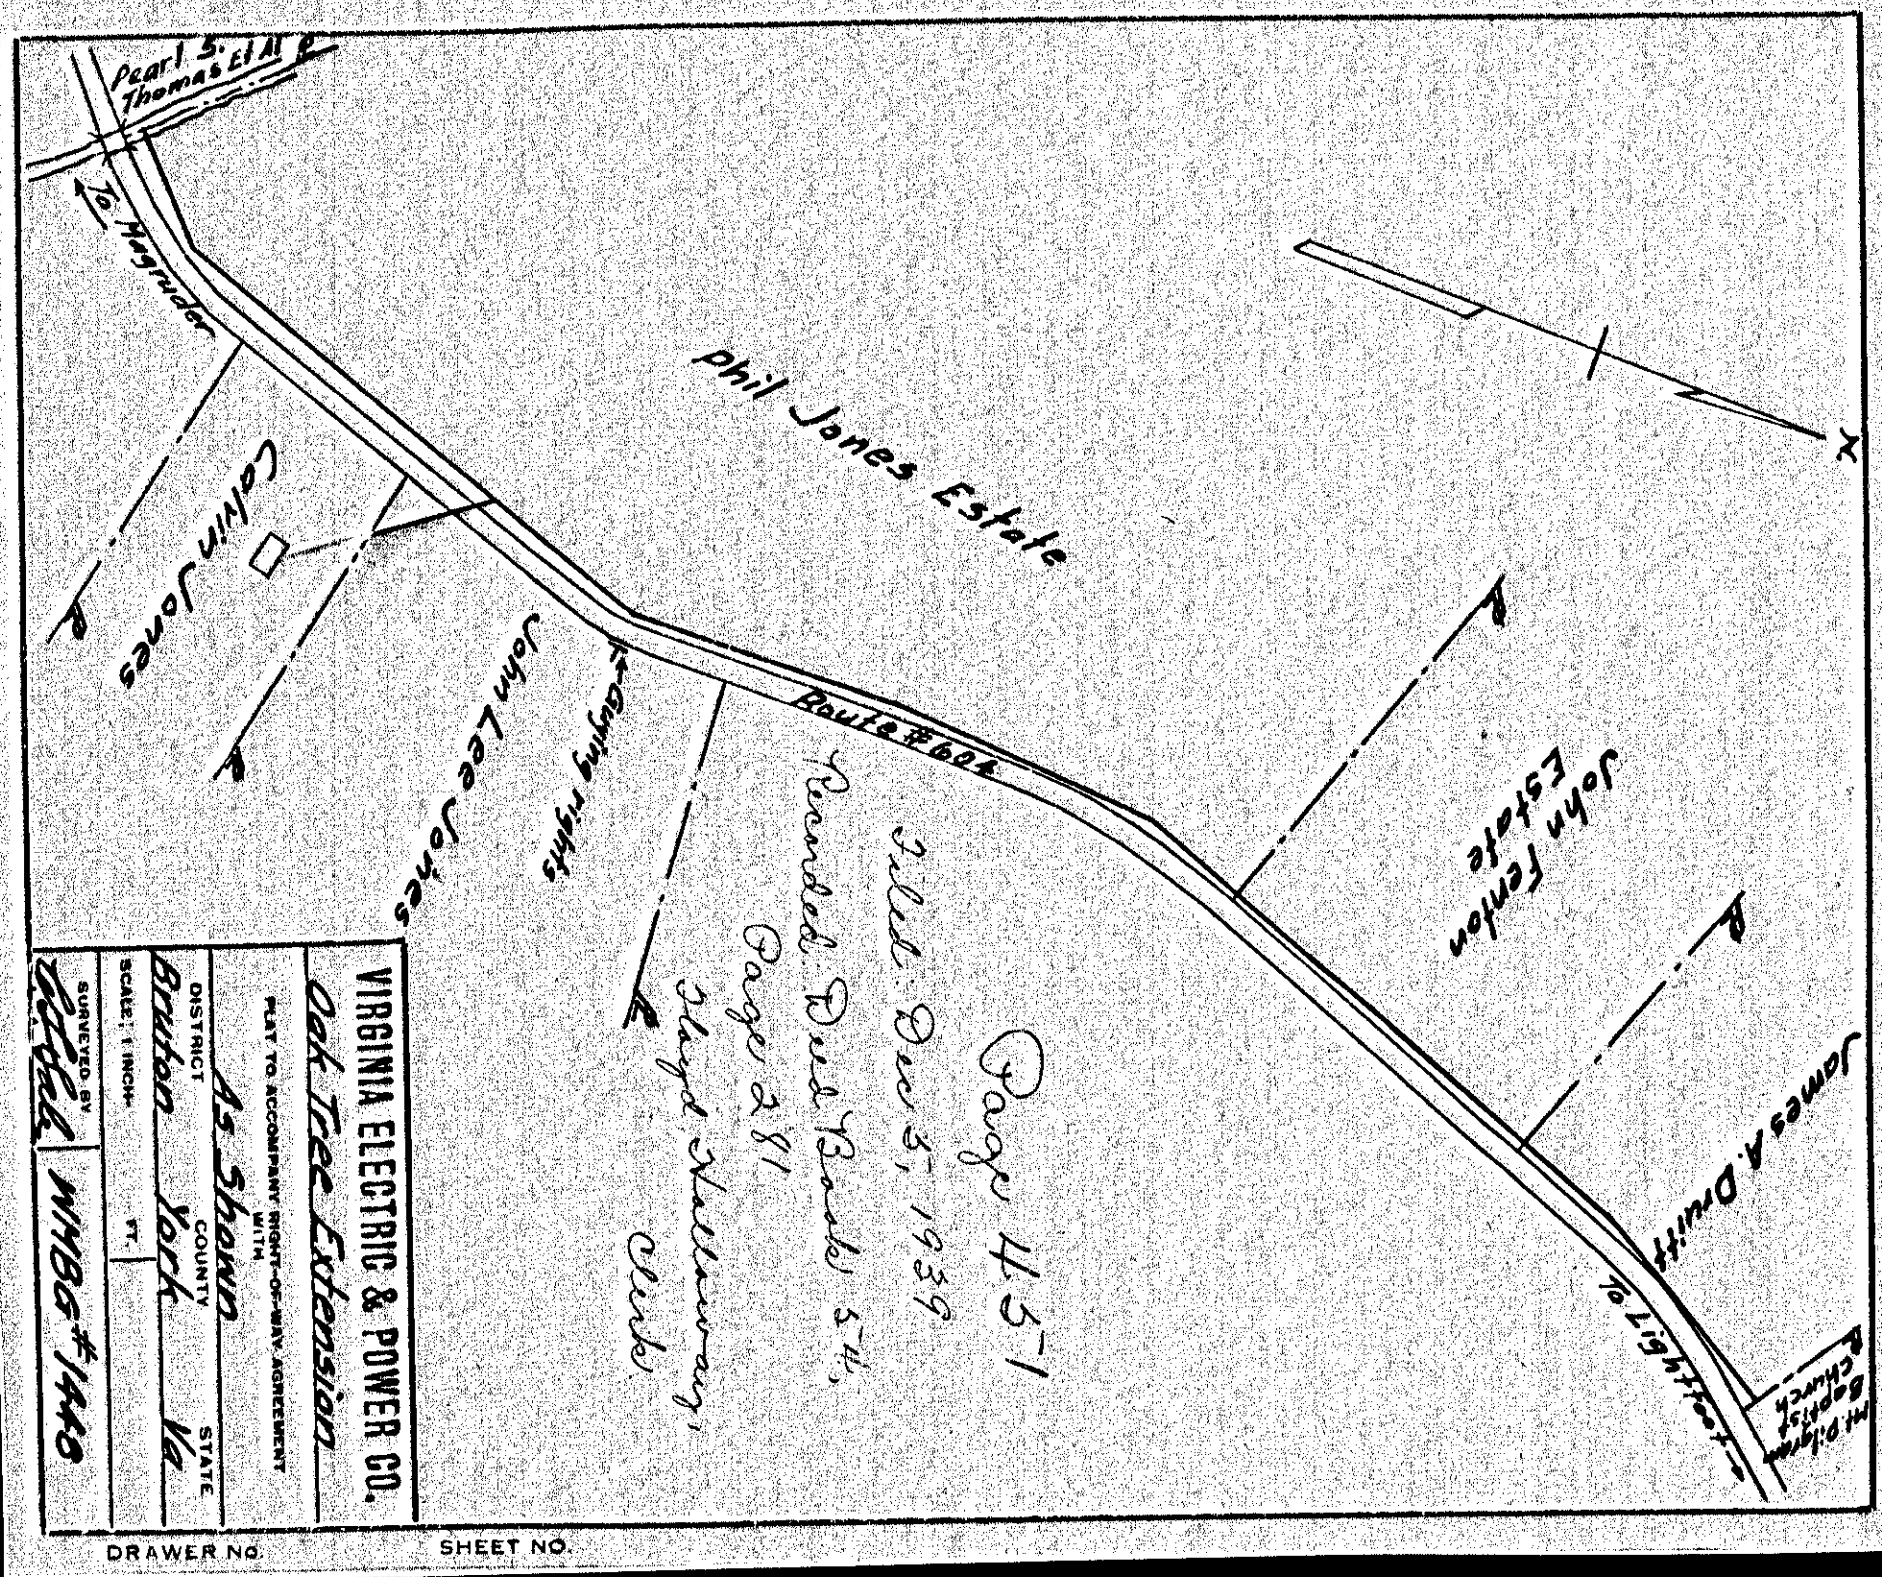 Pearl S.
Thomas Et Al
To Magruder
Calvin Jones
Phil Jones Estate
John Lee Jones
Guying rights
Route #604
John Fenton
Estate
James A. Druitt
To Lightfoot
Mt Pilgram
Baptist
Church
N
Page 451
Filed: Dec 5, 1939
Recorded: Deed Book 54,
Page 281
Floyd Hallaway,
Clerk
VIRGINIA ELECTRIC & POWER CO.
Oak Tree Extension
PLAT TO ACCOMPANY RIGHT-OF-WAY AGREEMENT
WITH
As Shown
DISTRICT COUNTY STATE
Bruton York Va
SCALE: 1 INCH= FT.
SURVEYED BY
WMBG #1440
DRAWER NO.
SHEET NO.